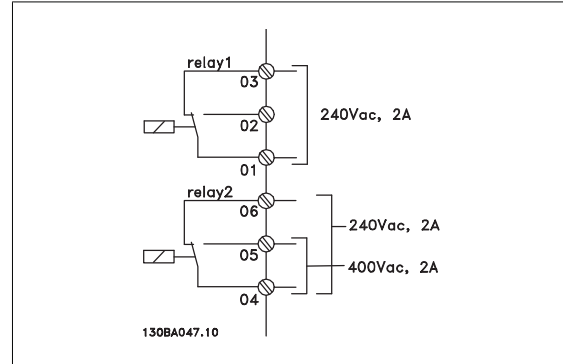 relay1
03
02
240Vac, 2A
01
relay2
06
240Vac, 2A
05
400Vac, 2A
04
130BA047.10